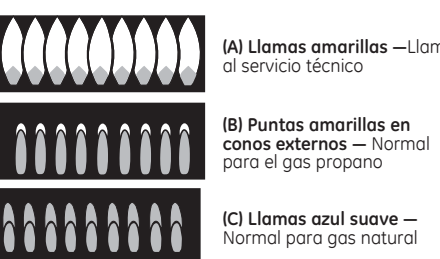 (A) Llamas amarillas —Llam
al servicio técnico
(B) Puntas amarillas en
conos externos — Normal
para el gas propano
(C) Llamas azul suave —
Normal para gas natural